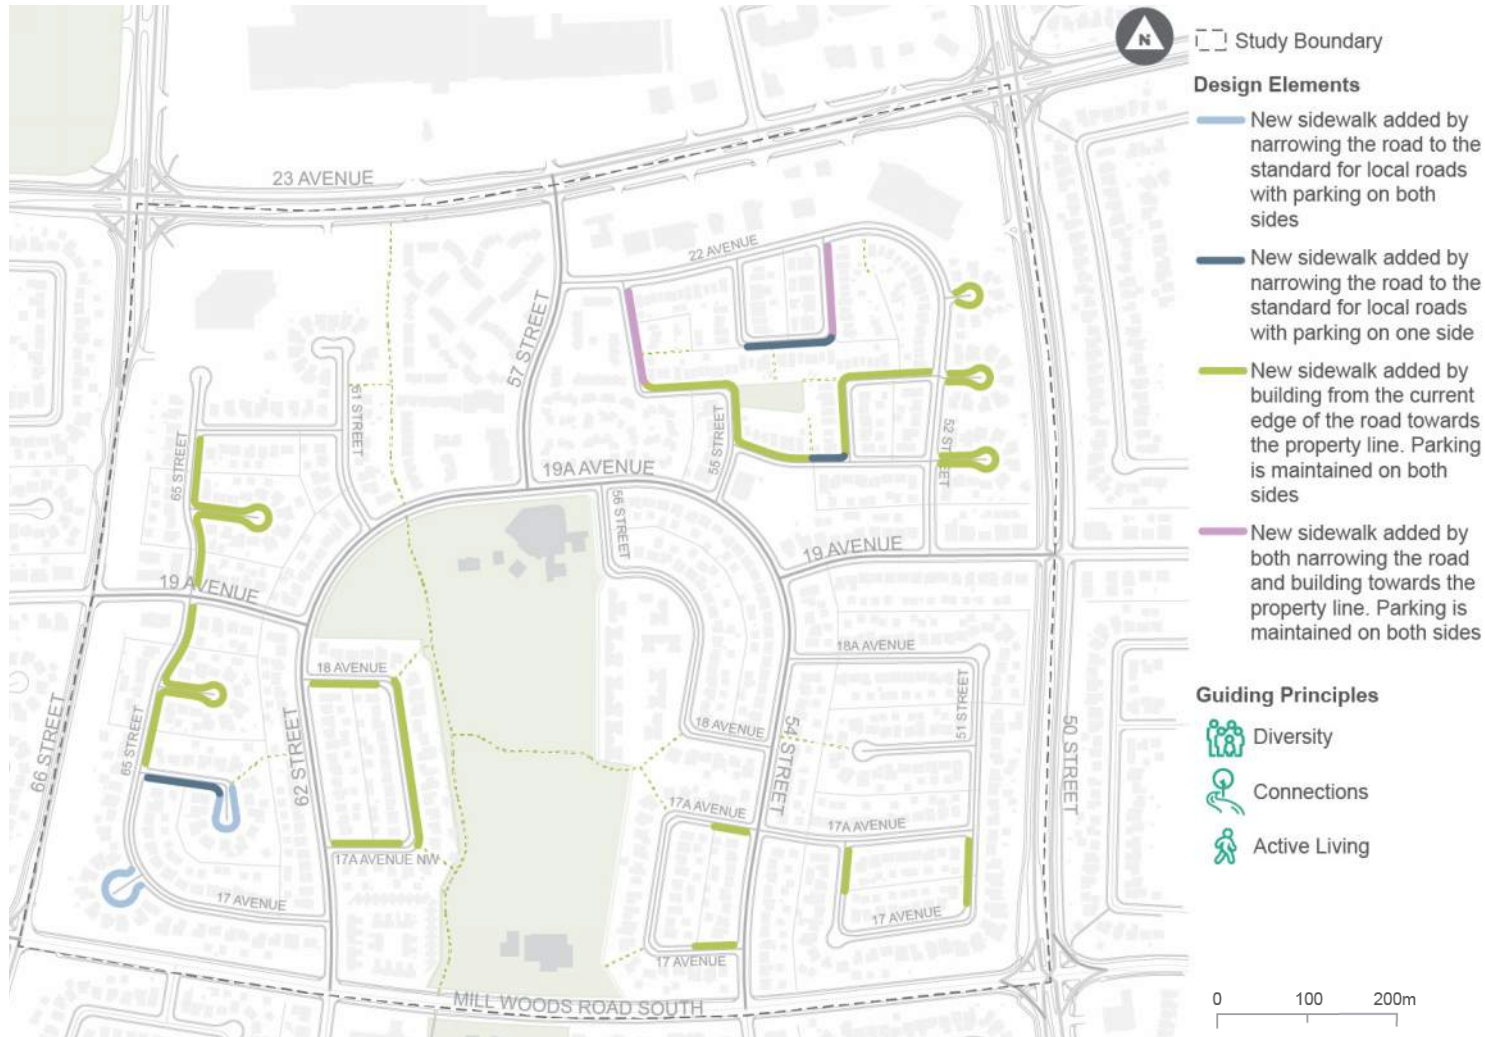 N
Study Boundary
Design Elements
New sidewalk added by
narrowing the road to the
standard for local roads
with parking on both
sides
New sidewalk added by
narrowing the road to the
standard for local roads
with parking on one side
New sidewalk added by
building from the current
edge of the road towards
the property line. Parking
is maintained on both
sides
New sidewalk added by
both narrowing the road
and building towards the
property line. Parking is
maintained on both sides
Guiding Principles
Diversity
Connections
Active Living
0 100 200m
23 AVENUE
22 AVENUE
57 STREET
61 STREET
65 STREET
55 STREET
52 STREET
19A AVENUE
56 STREET
19 AVENUE
19 AVENUE
18A AVENUE
18 AVENUE
51 STREET
66 STREET
65 STREET
62 STREET
18 AVENUE
54 STREET
50 STREET
17A AVENUE
17A AVENUE
17A AVENUE NW
17 AVENUE
17 AVENUE
17 AVENUE
MILL WOODS ROAD SOUTH